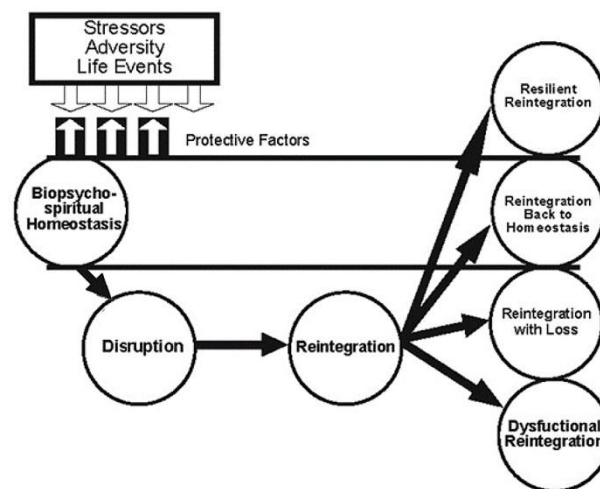 Stressors
Adversity
Life Events
Protective Factors
Biopsycho-
spiritual
Homeostasis
Disruption
Reintegration
Resilient
Reintegration
Reintegration
Back to
Homeostasis
Reintegration
with Loss
Dysfuctional
Reintegration